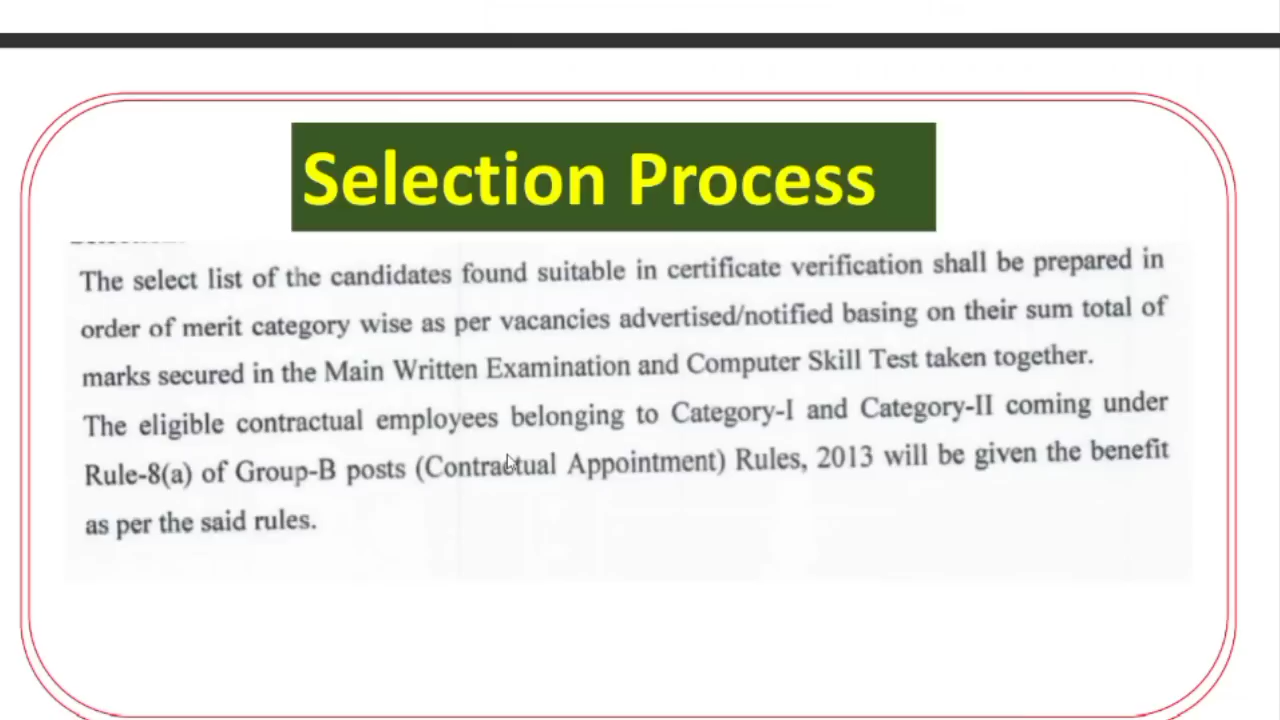 Selection Process
The select list of the candidates found suitable in certificate verification shall be prepared in
order of merit category wise as per vacancies advertised/notified basing on their sum total of
marks secured in the Main Written Examination and Computer Skill Test taken together.
The eligible contractual employees belonging to Category-I and Category-II coming under
Rule-8(a) of Group-B posts (Contractual Appointment) Rules, 2013 will be given the benefit
as per the said rules.